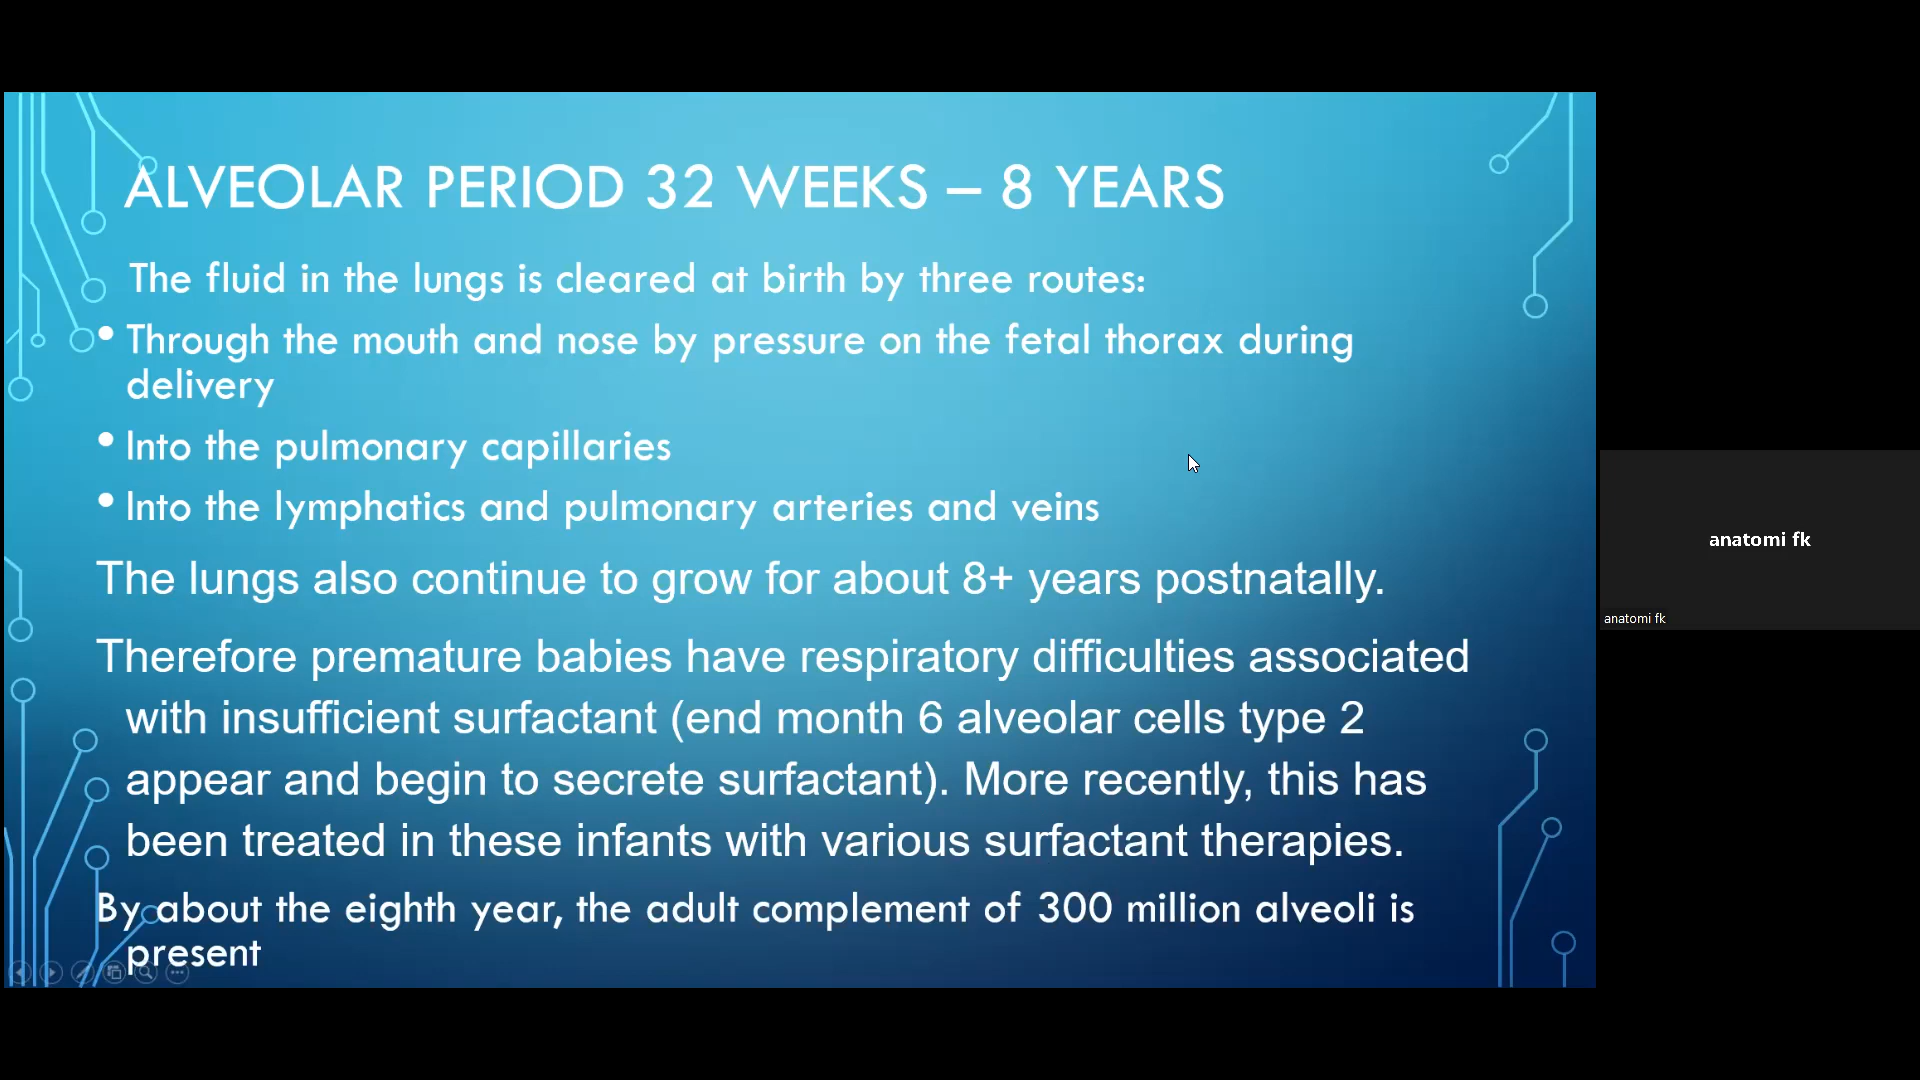 ALVEOLAR PERIOD 32 WEEKS – 8 YEARS
The fluid in the lungs is cleared at birth by three routes:
• Through the mouth and nose by pressure on the fetal thorax during
delivery
• Into the pulmonary capillaries
• Into the lymphatics and pulmonary arteries and veins
The lungs also continue to grow for about 8+ years postnatally.
Therefore premature babies have respiratory difficulties associated
with insufficient surfactant (end month 6 alveolar cells type 2
appear and begin to secrete surfactant). More recently, this has
been treated in these infants with various surfactant therapies.
By about the eighth year, the adult complement of 300 million alveoli is
present
anatomi fk
anatomi fk